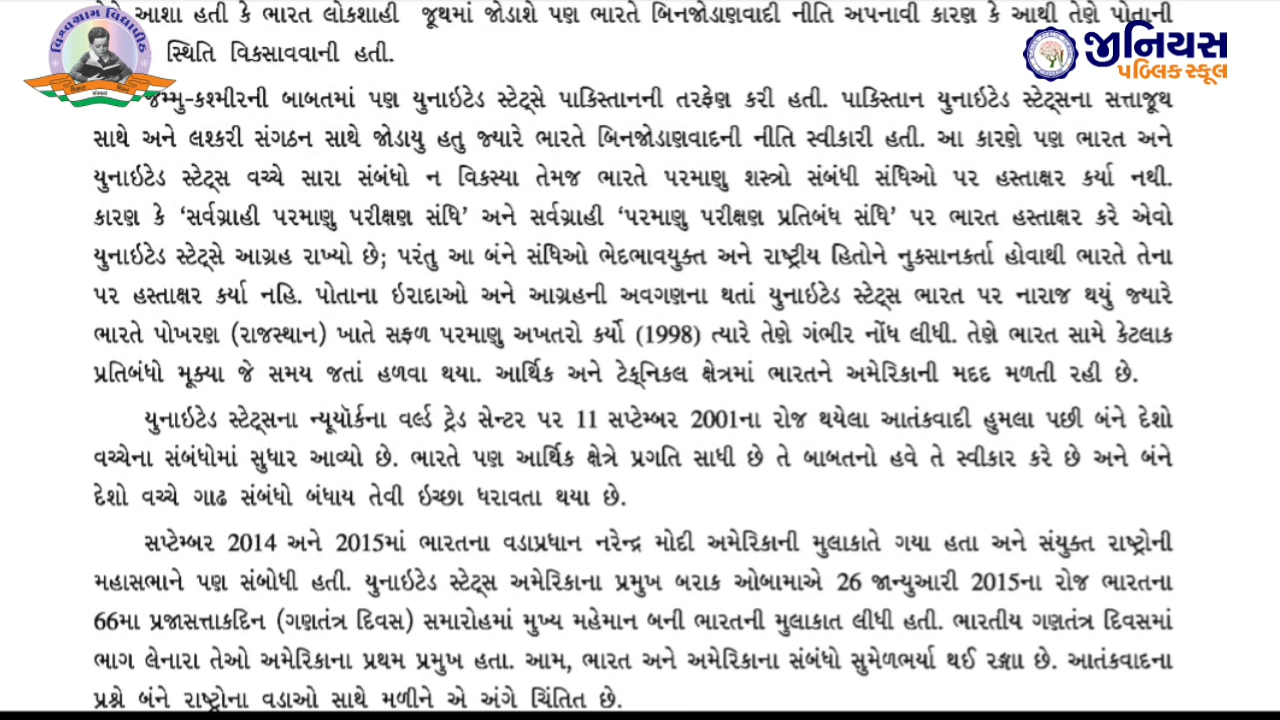 આશા હતી કે ભારત લોકશાહી જૂથમાં જોડાશે પણ ભારતે બિનજોડાણવાદી નીતિ અપનાવી કારણ કે આથી તેણે પોતાની
સ્થિતિ વિકસાવવાની હતી.
વિશ્વગ્રામ વિદ્યાપીઠ
જીનિયસ
પબ્લિક સ્કૂલ
જમ્મુ-કશ્મીરની બાબતમાં પણ યુનાઇટેડ સ્ટેટ્સે પાકિસ્તાનની તરફેણ કરી હતી. પાકિસ્તાન યુનાઇટેડ સ્ટેટ્સના સત્તાજૂથ
સાથે અને લશ્કરી સંગઠન સાથે જોડાયુ હતુ જ્યારે ભારતે બિનજોડાણવાદની નીતિ સ્વીકારી હતી. આ કારણે પણ ભારત અને
યુનાઇટેડ સ્ટેટ્સ વચ્ચે સારા સંબંધો ન વિકસ્યા તેમજ ભારતે પરમાણુ શસ્ત્રો સંબંધી સંધિઓ પર હસ્તાક્ષર કર્યા નથી.
કારણ કે ‘સર્વગ્રાહી પરમાણુ પરીક્ષણ સંધિ’ અને સર્વગ્રાહી ‘પરમાણુ પરીક્ષણ પ્રતિબંધ સંધિ’ પર ભારત હસ્તાક્ષર કરે એવો
યુનાઇટેડ સ્ટેટ્સે આગ્રહ રાખ્યો છે; પરંતુ આ બંને સંધિઓ ભેદભાવયુક્ત અને રાષ્ટ્રીય હિતોને નુકસાનકર્તા હોવાથી ભારતે તેના
પર હસ્તાક્ષર કર્યા નહિ. પોતાના ઇરાદાઓ અને આગ્રહની અવગણના થતાં યુનાઇટેડ સ્ટેટ્સ ભારત પર નારાજ થયું જ્યારે
ભારતે પોખરણ (રાજસ્થાન) ખાતે સફળ પરમાણુ અખતરો કર્યો (1998) ત્યારે તેણે ગંભીર નોંધ લીધી. તેણે ભારત સામે કેટલાક
પ્રતિબંધો મૂક્યા જે સમય જતાં હળવા થયા. આર્થિક અને ટેક્‌નિકલ ક્ષેત્રમાં ભારતને અમેરિકાની મદદ મળતી રહી છે.
યુનાઇટેડ સ્ટેટ્સના ન્યૂયૉર્કના વર્લ્ડ ટ્રેડ સેન્ટર પર 11 સપ્ટેમ્બર 2001ના રોજ થયેલા આતંકવાદી હુમલા પછી બંને દેશો
વચ્ચેના સંબંધોમાં સુધાર આવ્યો છે. ભારતે પણ આર્થિક ક્ષેત્રે પ્રગતિ સાધી છે તે બાબતનો હવે તે સ્વીકાર કરે છે અને બંને
દેશો વચ્ચે ગાઢ સંબંધો બંધાય તેવી ઇચ્છા ધરાવતા થયા છે.
સપ્ટેમ્બર 2014 અને 2015માં ભારતના વડાપ્રધાન નરેન્દ્ર મોદી અમેરિકાની મુલાકાતે ગયા હતા અને સંયુક્ત રાષ્ટ્રોની
મહાસભાને પણ સંબોધી હતી. યુનાઇટેડ સ્ટેટ્સ અમેરિકાના પ્રમુખ બરાક ઓબામાએ 26 જાન્યુઆરી 2015ના રોજ ભારતના
66મા પ્રજાસત્તાકદિન (ગણતંત્ર દિવસ) સમારોહમાં મુખ્ય મહેમાન બની ભારતની મુલાકાત લીધી હતી. ભારતીય ગણતંત્ર દિવસમાં
ભાગ લેનારા તેઓ અમેરિકાના પ્રથમ પ્રમુખ હતા. આમ, ભારત અને અમેરિકાના સંબંધો સુમેળભર્યા થઈ રહ્યા છે. આતંકવાદના
પ્રશ્ને બંને રાષ્ટ્રોના વડાઓ સાથે મળીને એ અંગે ચિંતિત છે.